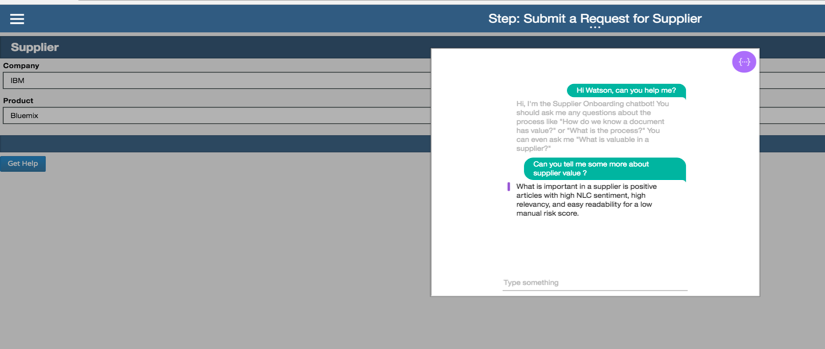 Step: Submit a Request for Supplier
Supplier
Company
IBM
Product
Bluemix
Get Help
{··}
Hi Watson, can you help me?
Hi, I'm the Supplier Onboarding chatbot! You
should ask me any questions about the
process like "How do we know a document
has value?" or "What is the process?" You
can even ask me "What is valuable in a
supplier?"
Can you tell me some more about
supplier value ?
What is important in a supplier is positive
articles with high NLC sentiment, high
relevancy, and easy readability for a low
manual risk score.
Type something